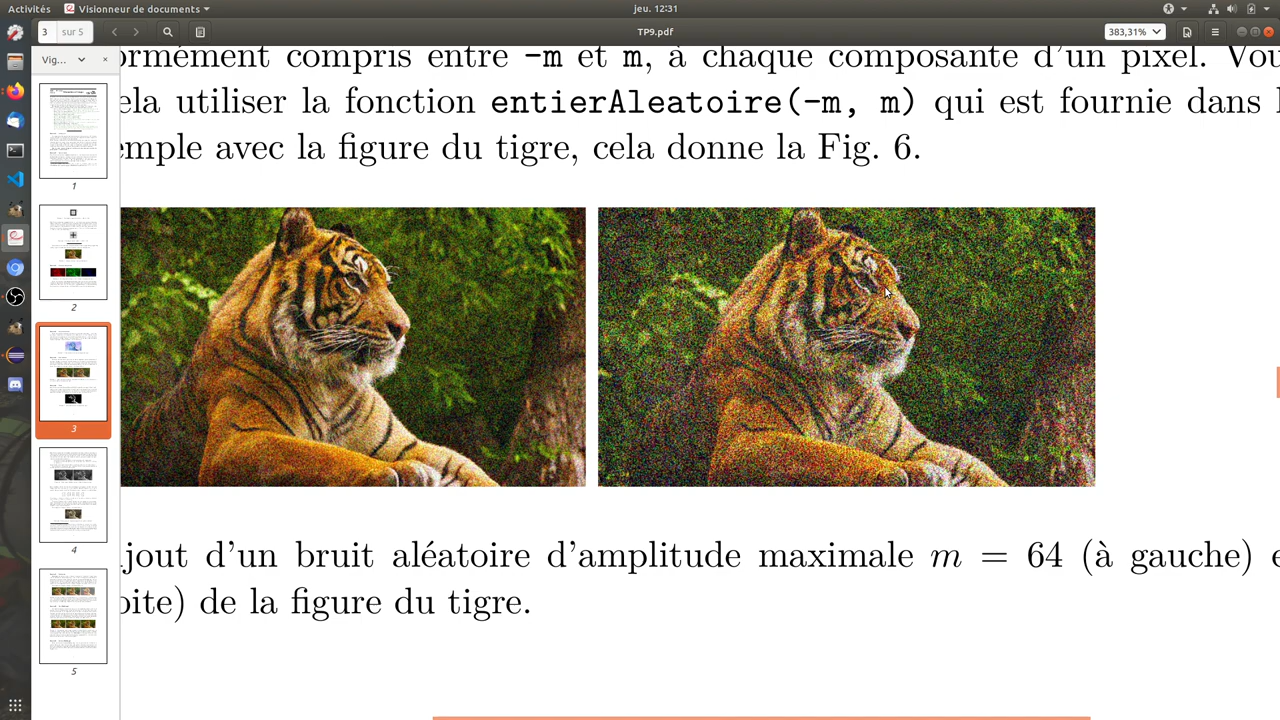 Activités
Visionneur de documents
jeu. 12:31
3 sur 5
TP9.pdf
383,31%
Vig…
ormément compris entre -m et m, à chaque composante d'un pixel. Vou
ela utiliser la fonction entierAleatoire(-m, m) qui est fournie dans l
emple avec la figure du tigre, cela donne la Fig. 6.
jout d'un bruit aléatoire d'amplitude maximale m = 64 (à gauche) e
oite) de la figure du tigre.
1
2
3
4
5